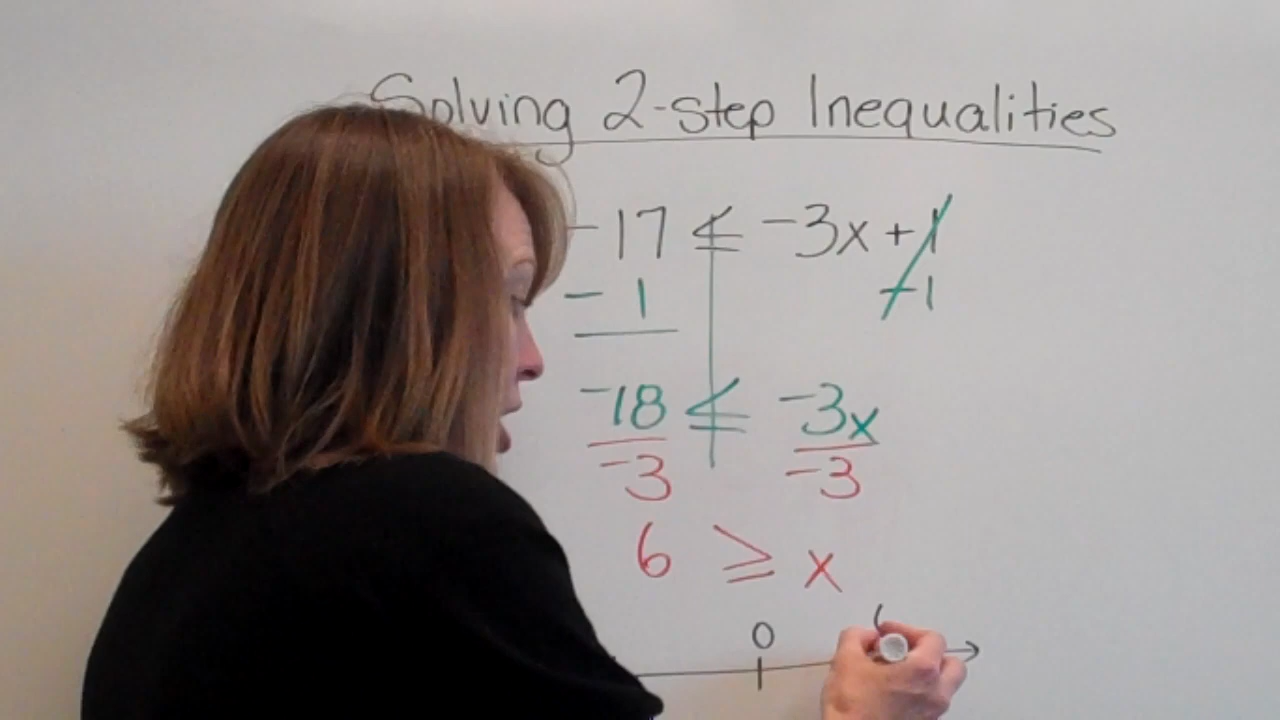 Solving 2-step Inequalities
-17 ≤ -3x + 1
- 1 -1
-18 ≤ -3x
-3 -3
6 ≥ x
0